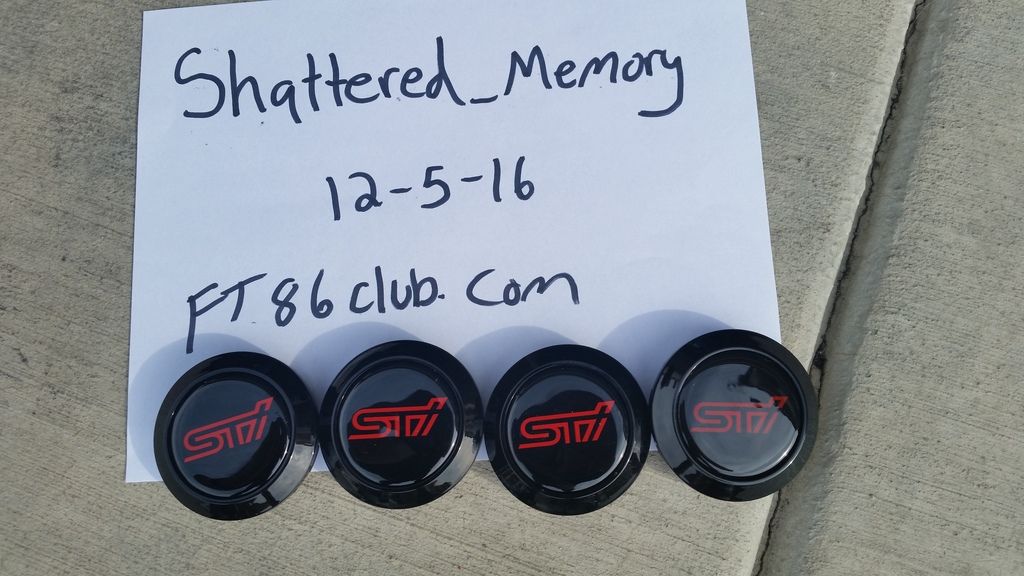 Shattered_Memory
12-5-16
FT86club.com
STI STI STI STI